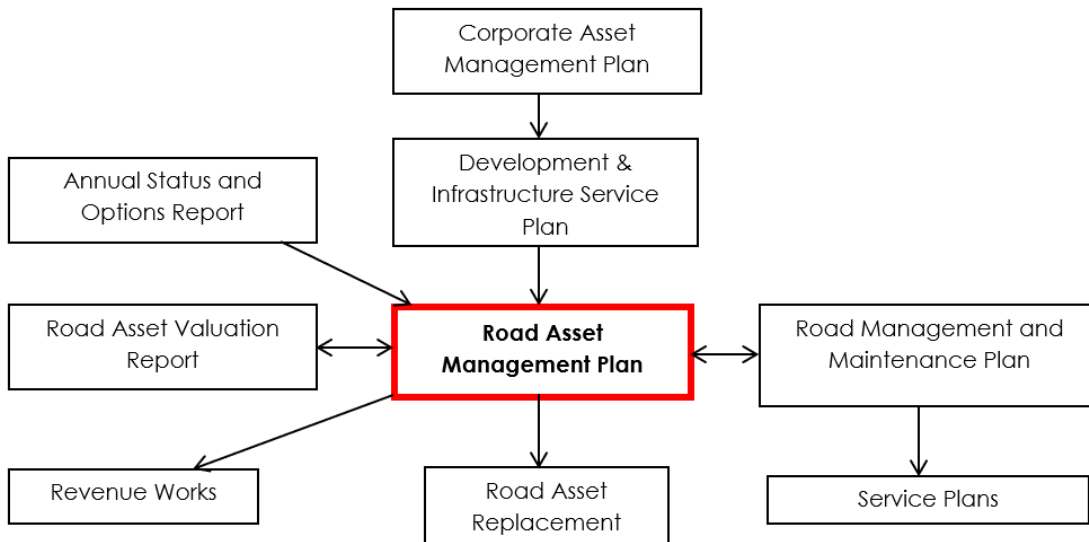 Corporate Asset
Management Plan
Development &
Infrastructure Service
Plan
Annual Status and
Options Report
Road Asset Valuation
Report
Road Asset
Management Plan
Road Management and
Maintenance Plan
Revenue Works
Road Asset
Replacement
Service Plans